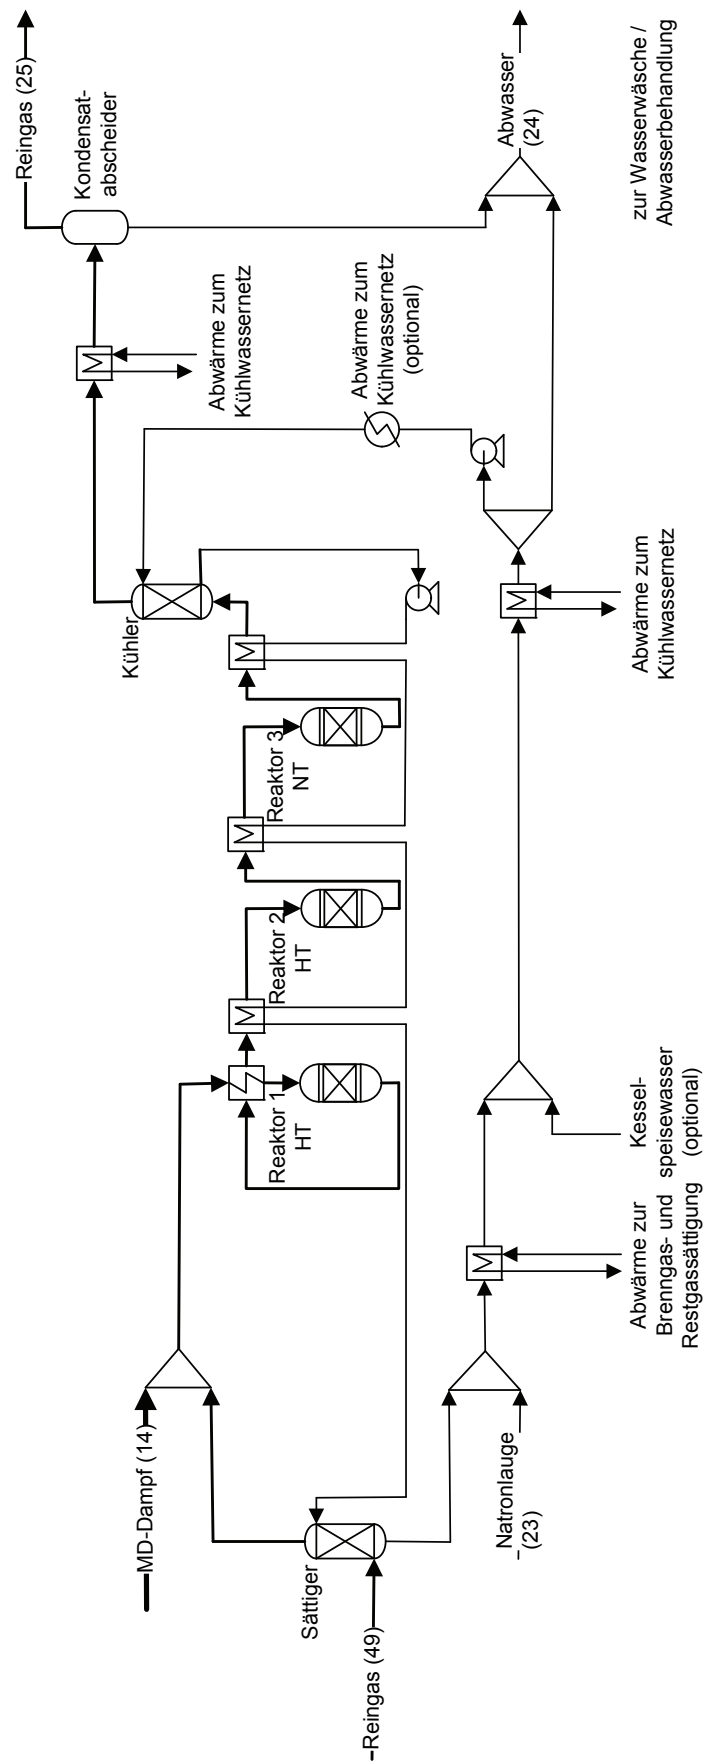 Reingas (25)
Kondensat-
abscheider
Abwärme zum
Kühlwassernetz
Abwasser
(24)
zur Wasserwäsche /
Abwasserbehandlung
Abwärme zum
Kühlwassernetz
(optional)
Kühler
Abwärme zum
Kühlwassernetz
Reaktor 3
NT
Reaktor 2
HT
Reaktor 1
HT
Kessel-
speisewasser
(optional)
Abwärme zur
Brenngas- und
Restgassättigung
MD-Dampf (14)
Sättiger
Natronlauge
(23)
Reingas (49)